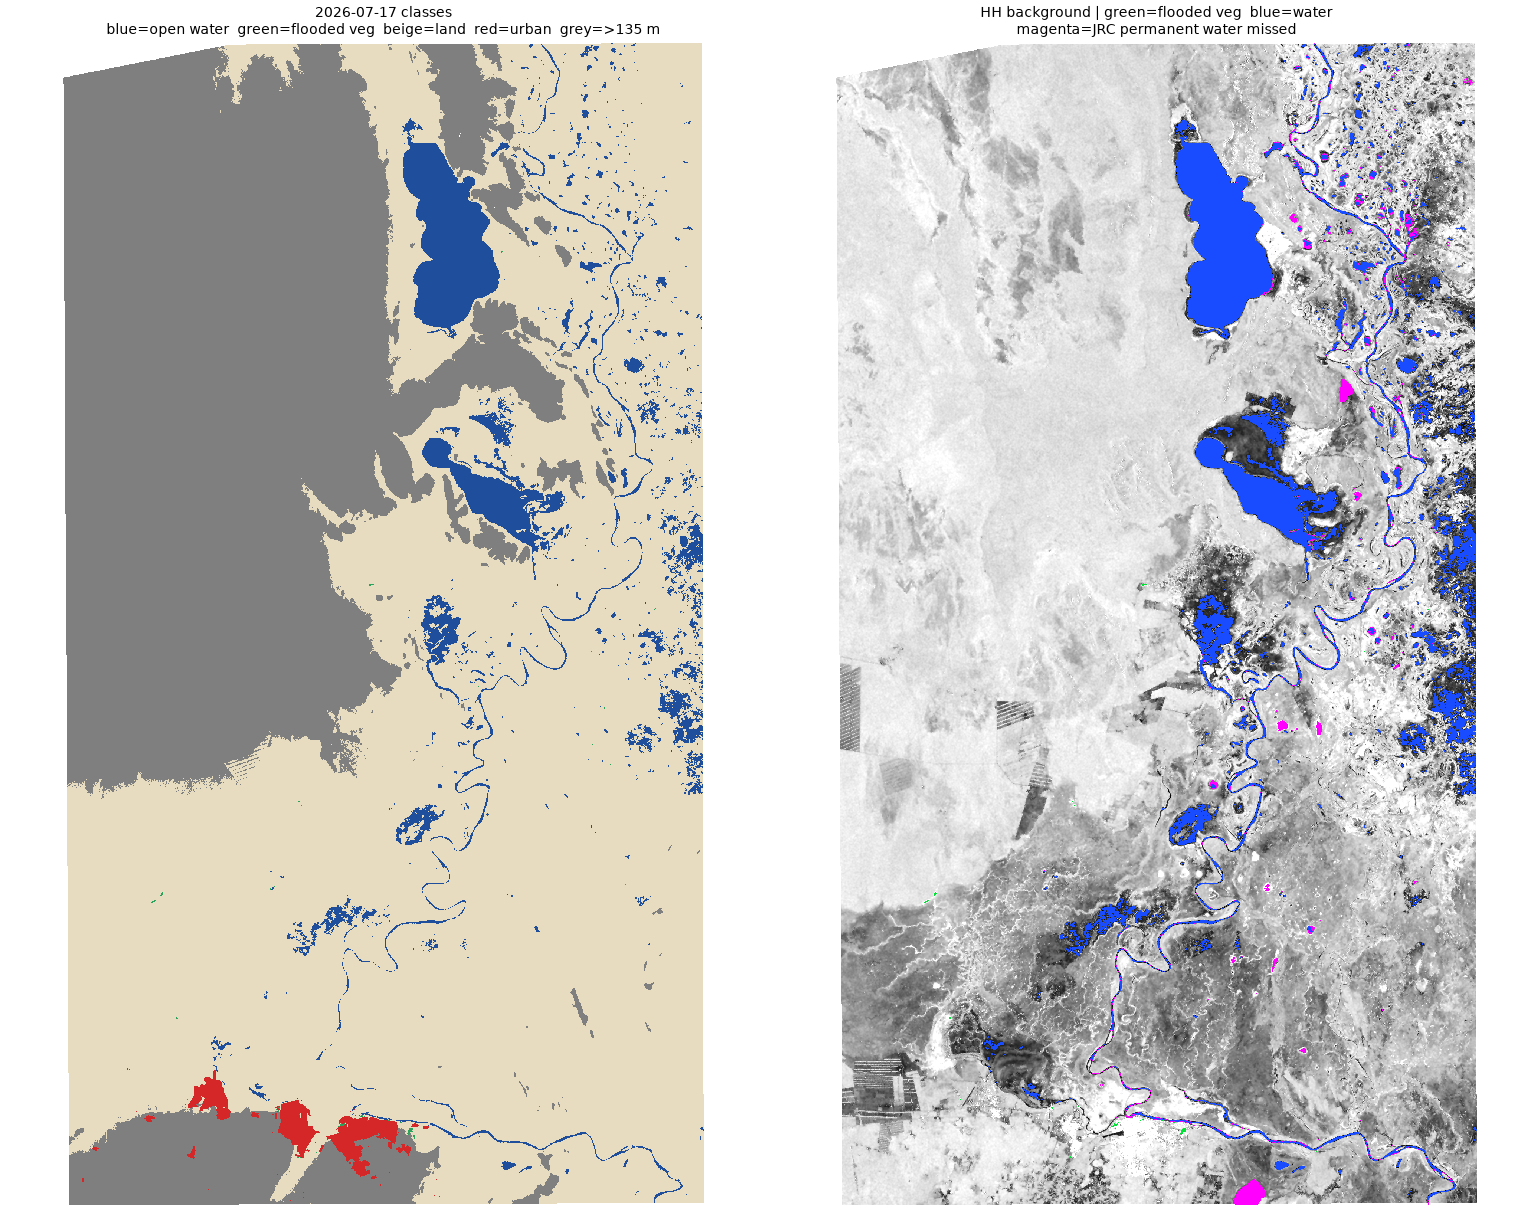 2026-07-17 classes
blue=open water  green=flooded veg  beige=land  red=urban  grey=>135 m
HH background | green=flooded veg  blue=water
magenta=JRC permanent water missed